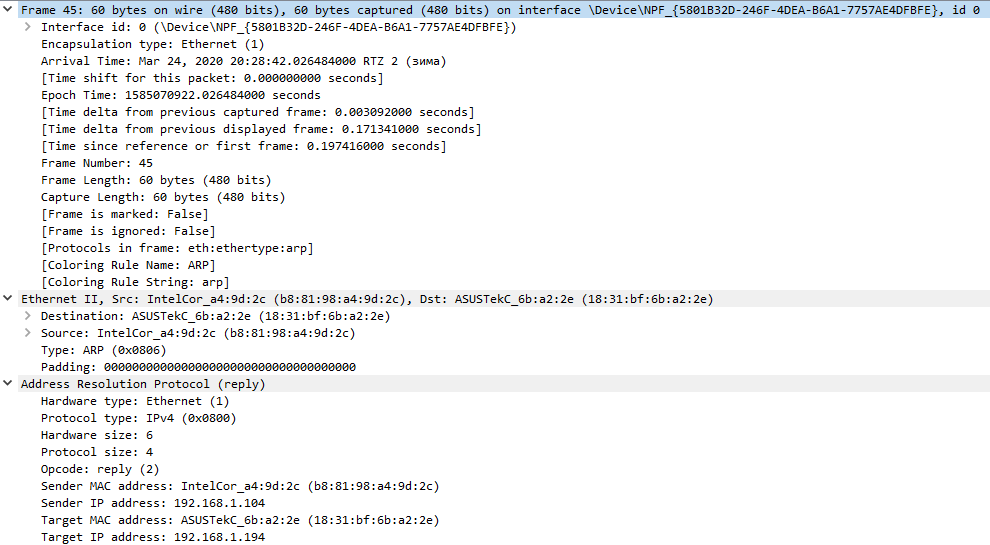 Frame 45: 60 bytes on wire (480 bits), 60 bytes captured (480 bits) on interface \Device\NPF_{5801B32D-246F-4DEA-B6A1-7757AE4DFBFE}, id 0
Interface id: 0 (\Device\NPF_{5801B32D-246F-4DEA-B6A1-7757AE4DFBFE})
Encapsulation type: Ethernet (1)
Arrival Time: Mar 24, 2020 20:28:42.026484000 RTZ 2 (зима)
[Time shift for this packet: 0.000000000 seconds]
Epoch Time: 1585070922.026484000 seconds
[Time delta from previous captured frame: 0.003092000 seconds]
[Time delta from previous displayed frame: 0.171341000 seconds]
[Time since reference or first frame: 0.197416000 seconds]
Frame Number: 45
Frame Length: 60 bytes (480 bits)
Capture Length: 60 bytes (480 bits)
[Frame is marked: False]
[Frame is ignored: False]
[Protocols in frame: eth:ethertype:arp]
[Coloring Rule Name: ARP]
[Coloring Rule String: arp]
Ethernet II, Src: IntelCor_a4:9d:2c (b8:81:98:a4:9d:2c), Dst: ASUSTekC_6b:a2:2e (18:31:bf:6b:a2:2e)
Destination: ASUSTekC_6b:a2:2e (18:31:bf:6b:a2:2e)
Source: IntelCor_a4:9d:2c (b8:81:98:a4:9d:2c)
Type: ARP (0x0806)
Padding: 000000000000000000000000000000000000
Address Resolution Protocol (reply)
Hardware type: Ethernet (1)
Protocol type: IPv4 (0x0800)
Hardware size: 6
Protocol size: 4
Opcode: reply (2)
Sender MAC address: IntelCor_a4:9d:2c (b8:81:98:a4:9d:2c)
Sender IP address: 192.168.1.104
Target MAC address: ASUSTekC_6b:a2:2e (18:31:bf:6b:a2:2e)
Target IP address: 192.168.1.194